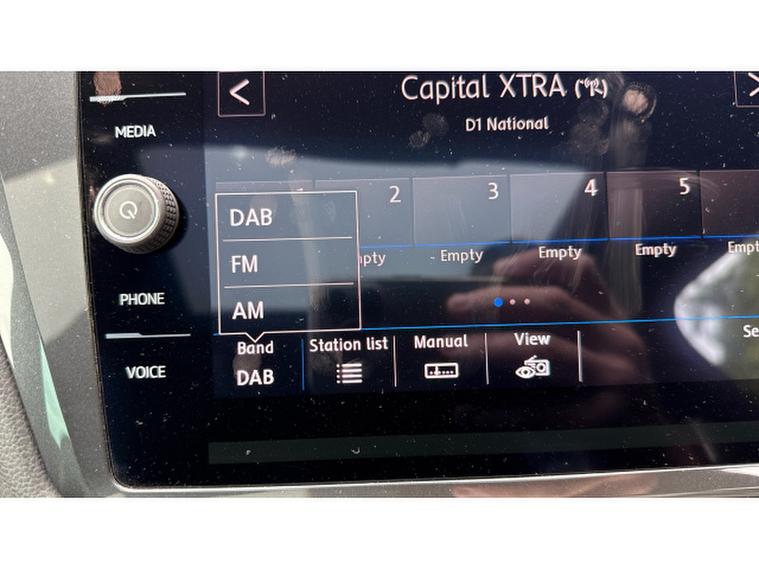 Capital XTRA
D1 National
MEDIA
1 2 3 4 5
DAB
FM
AM
Empty Empty Empty
PHONE
Band Station list Manual View
DAB
VOICE